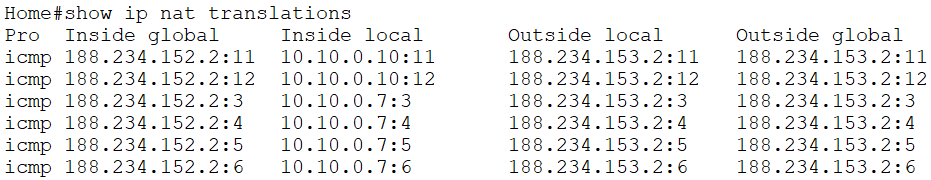 Home#show ip nat translations
Pro  Inside global     Inside local       Outside local      Outside global
icmp 188.234.152.2:11  10.10.0.10:11      188.234.153.2:11   188.234.153.2:11
icmp 188.234.152.2:12  10.10.0.10:12      188.234.153.2:12   188.234.153.2:12
icmp 188.234.152.2:3   10.10.0.7:3        188.234.153.2:3    188.234.153.2:3
icmp 188.234.152.2:4   10.10.0.7:4        188.234.153.2:4    188.234.153.2:4
icmp 188.234.152.2:5   10.10.0.7:5        188.234.153.2:5    188.234.153.2:5
icmp 188.234.152.2:6   10.10.0.7:6        188.234.153.2:6    188.234.153.2:6